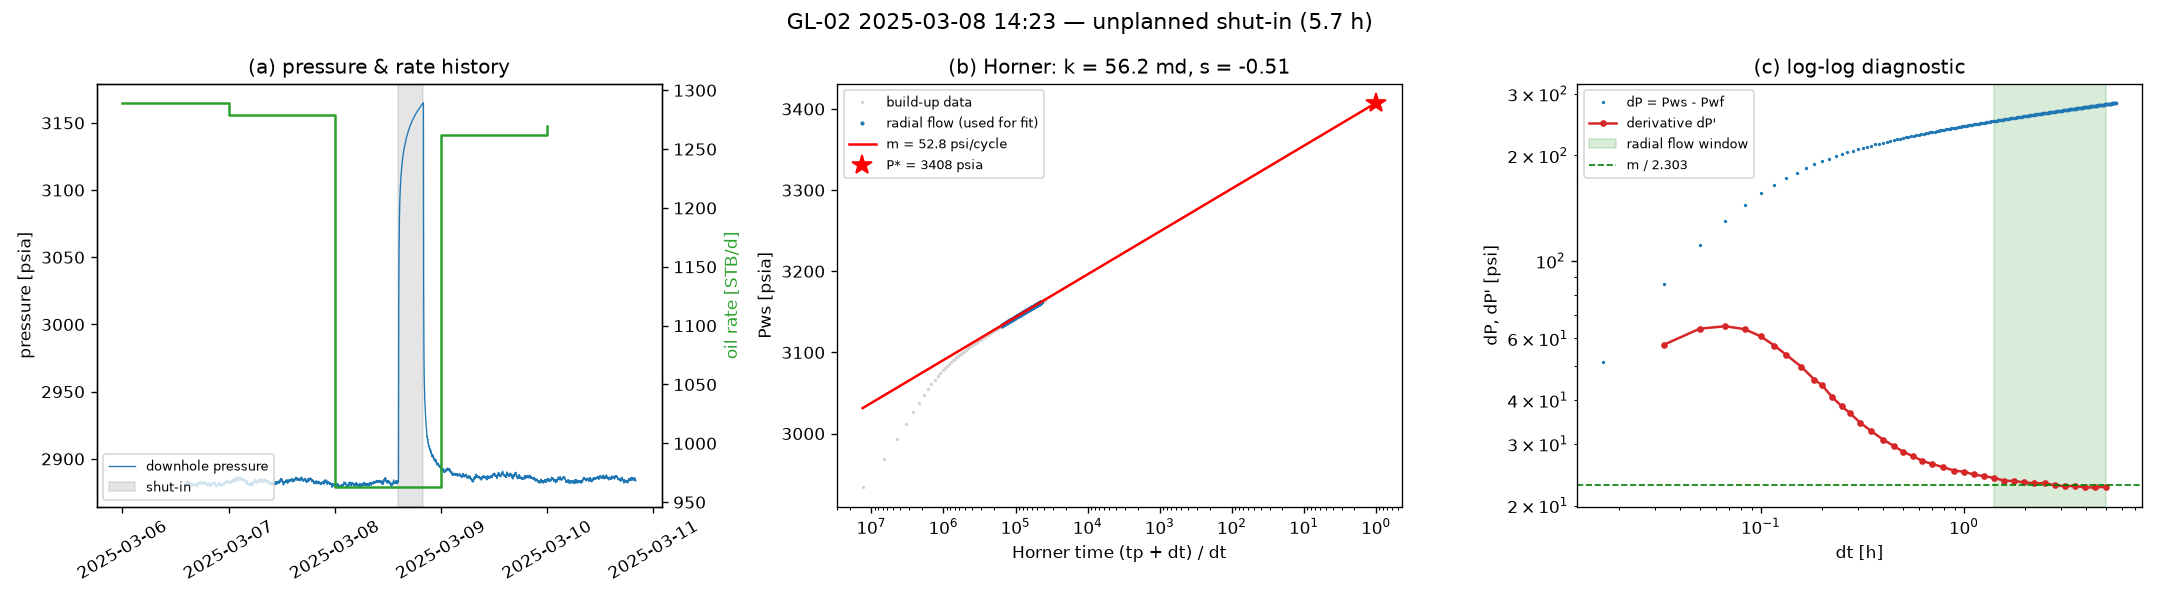 GL-02 2025-03-08 14:23 — unplanned shut-in (5.7 h)
(a) pressure & rate history
pressure [psia]
3150
3100
3050
3000
2950
2900
1300
1250
1200
1150
1100
1050
1000
950
oil rate [STB/d]
downhole pressure
shut-in
2025-03-06
2025-03-07
2025-03-08
2025-03-09
2025-03-10
2025-03-11
(b) Horner: k = 56.2 md, s = -0.51
Pws [psia]
3400
3300
3200
3100
3000
build-up data
radial flow (used for fit)
m = 52.8 psi/cycle
P* = 3408 psia
10⁷ 10⁶ 10⁵ 10⁴ 10³ 10² 10¹ 10⁰
Horner time (tp + dt) / dt
(c) log-log diagnostic
dP, dP' [psi]
3 × 10²
2 × 10²
10²
6 × 10¹
4 × 10¹
3 × 10¹
2 × 10¹
dP = Pws - Pwf
derivative dP'
radial flow window
m / 2.303
10⁻¹ 10⁰
dt [h]